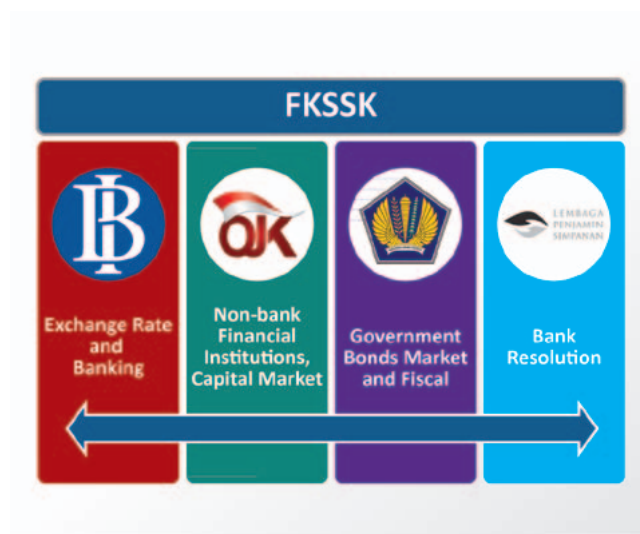 FKSSK
BI
Exchange Rate
and
Banking
OJK
Non-bank
Financial
Institutions,
Capital Market
Government
Bonds Market
and Fiscal
LEMBAGA
PENJAMIN
SIMPANAN
Bank
Resolution